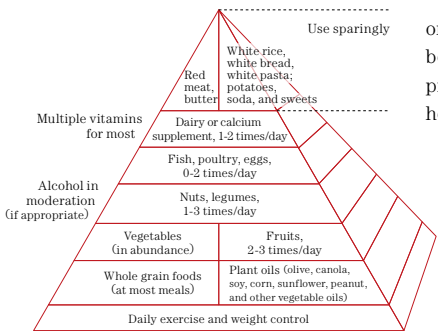 Use sparingly
White rice,
white bread,
white pasta;
potatoes,
soda, and sweets
Red
meat,
butter
Multiple vitamins
for most
Dairy or calcium
supplement, 1-2 times/day
Fish, poultry, eggs,
0-2 times/day
Alcohol in
moderation
(if appropriate)
Nuts, legumes,
1-3 times/day
Vegetables
(in abundance)
Fruits,
2-3 times/day
Whole grain foods
(at most meals)
Plant oils (olive, canola,
soy, corn, sunflower, peanut,
and other vegetable oils)
Daily exercise and weight control